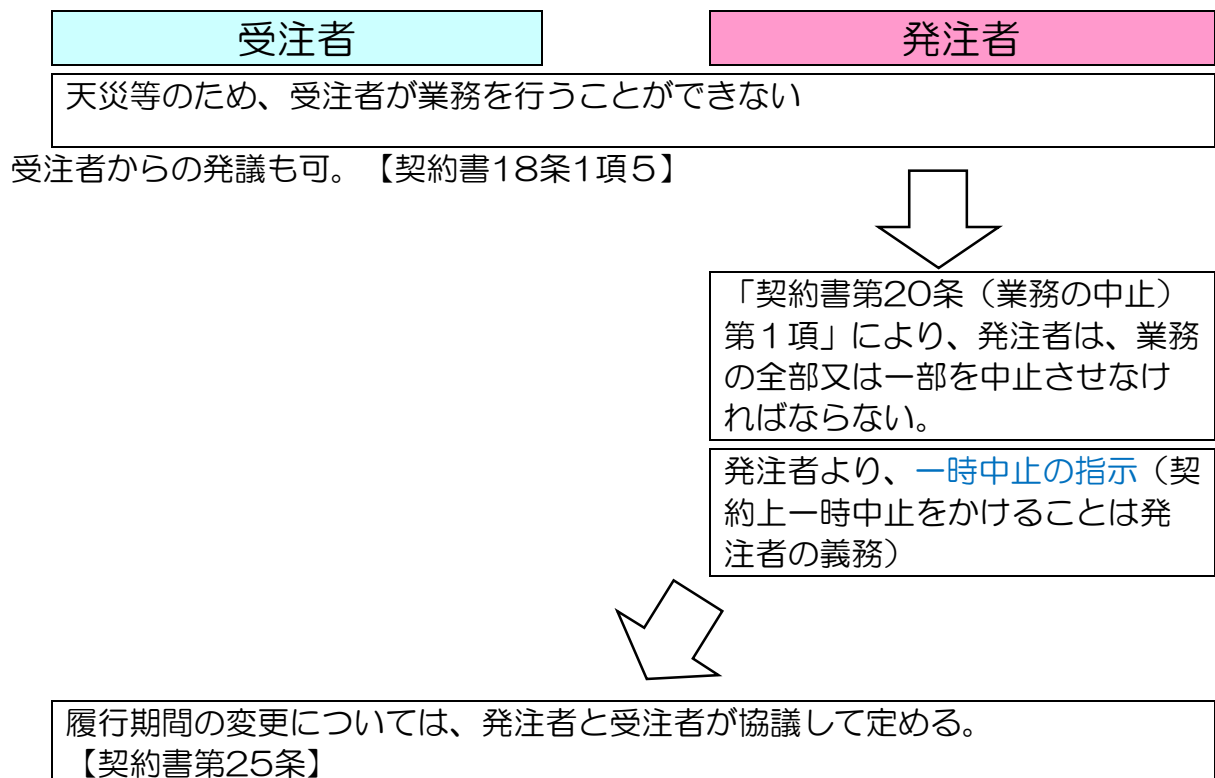 受注者
発注者
天災等のため、受注者が業務を行うことができない
受注者からの発議も可。【契約書18条1項5】
「契約書第20条（業務の中止）
第1項」により、発注者は、業務
の全部又は一部を中止させなけ
ればならない。
発注者より、一時中止の指示（契
約上一時中止をかけることは発
注者の義務）
履行期間の変更については、発注者と受注者が協議して定める。
【契約書第25条】